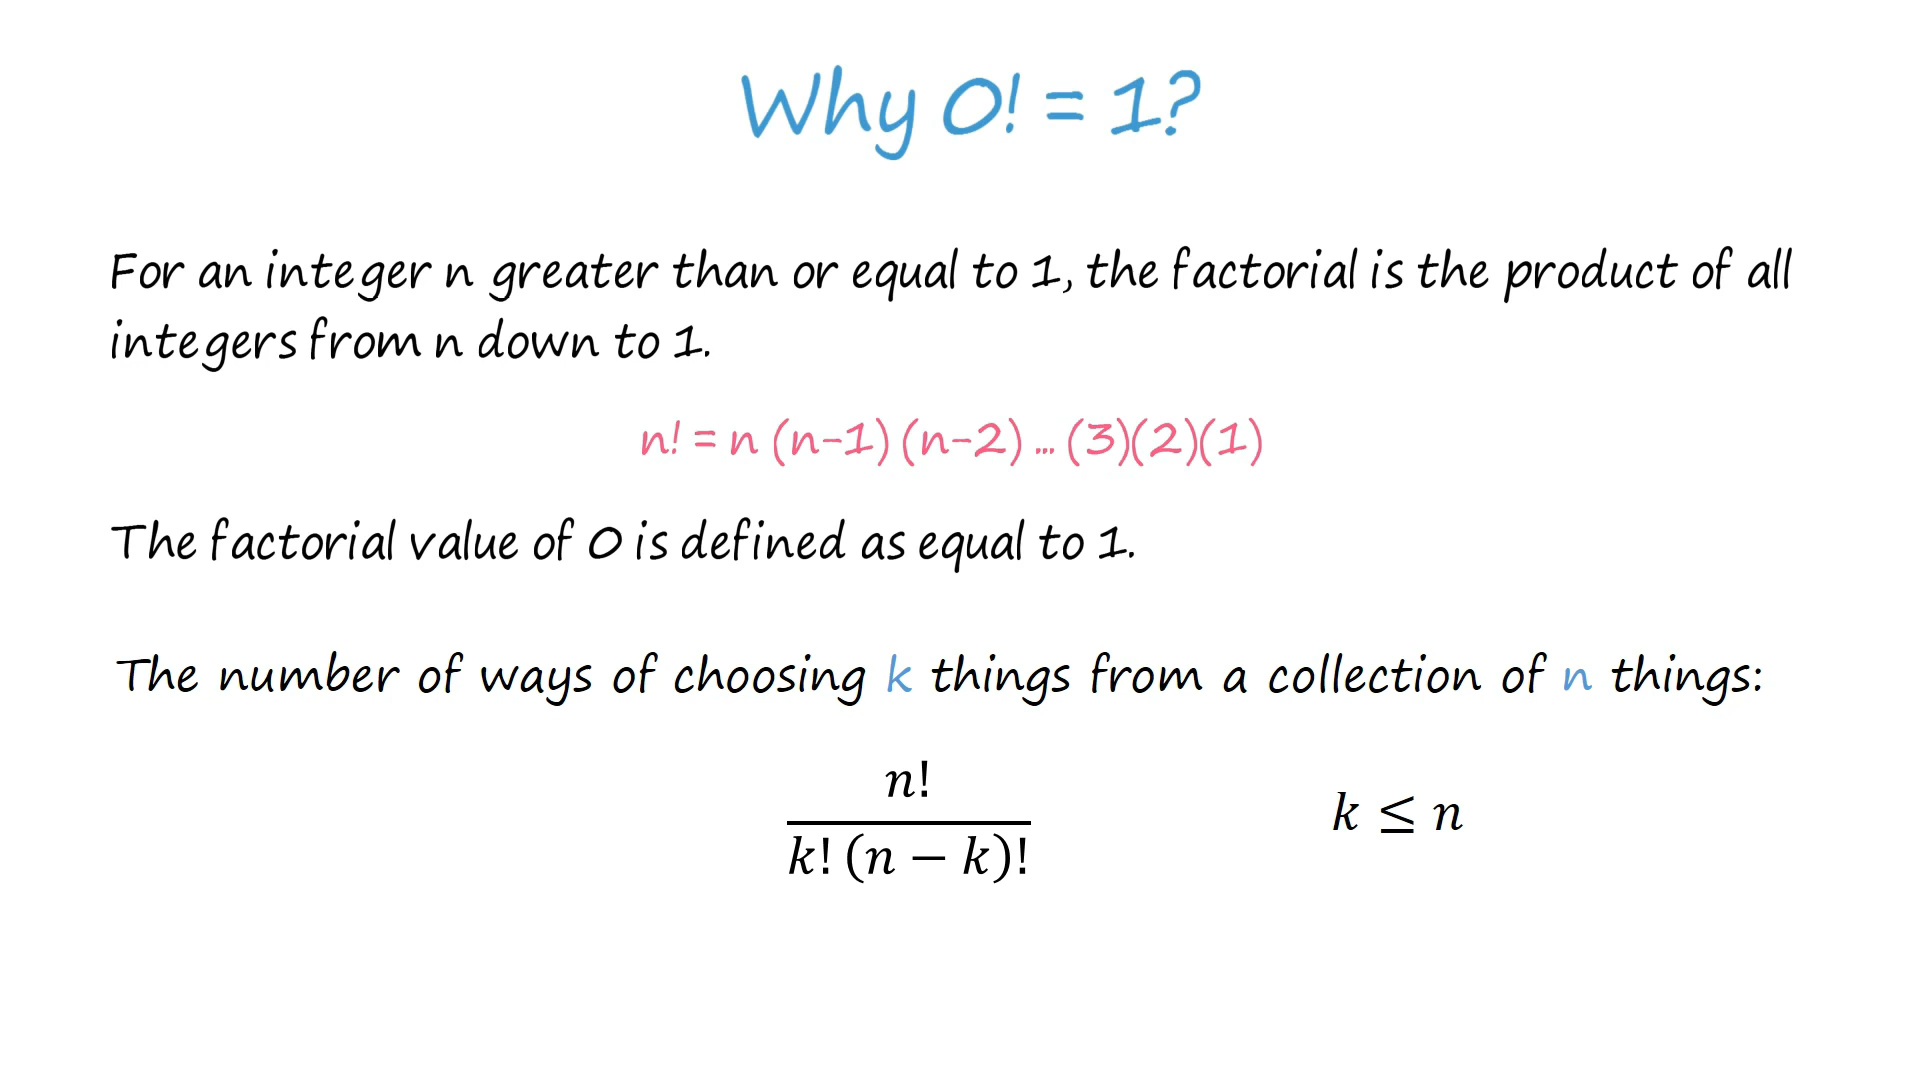 Why 0! = 1?
For an integer n greater than or equal to 1, the factorial is the product of all
integers from n down to 1.
n! = n (n-1) (n-2) ... (3)(2)(1)
The factorial value of 0 is defined as equal to 1.
The number of ways of choosing k things from a collection of n things:
n!
k! (n − k)!
k ≤ n